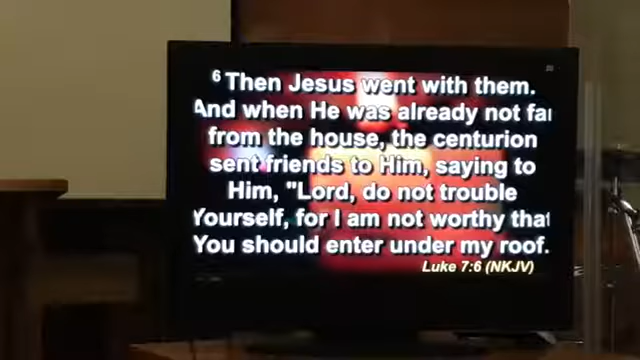 6 Then Jesus went with them.
And when He was already not far
from the house, the centurion
sent friends to Him, saying to
Him, "Lord, do not trouble
Yourself, for I am not worthy that
You should enter under my roof.
Luke 7:6 (NKJV)